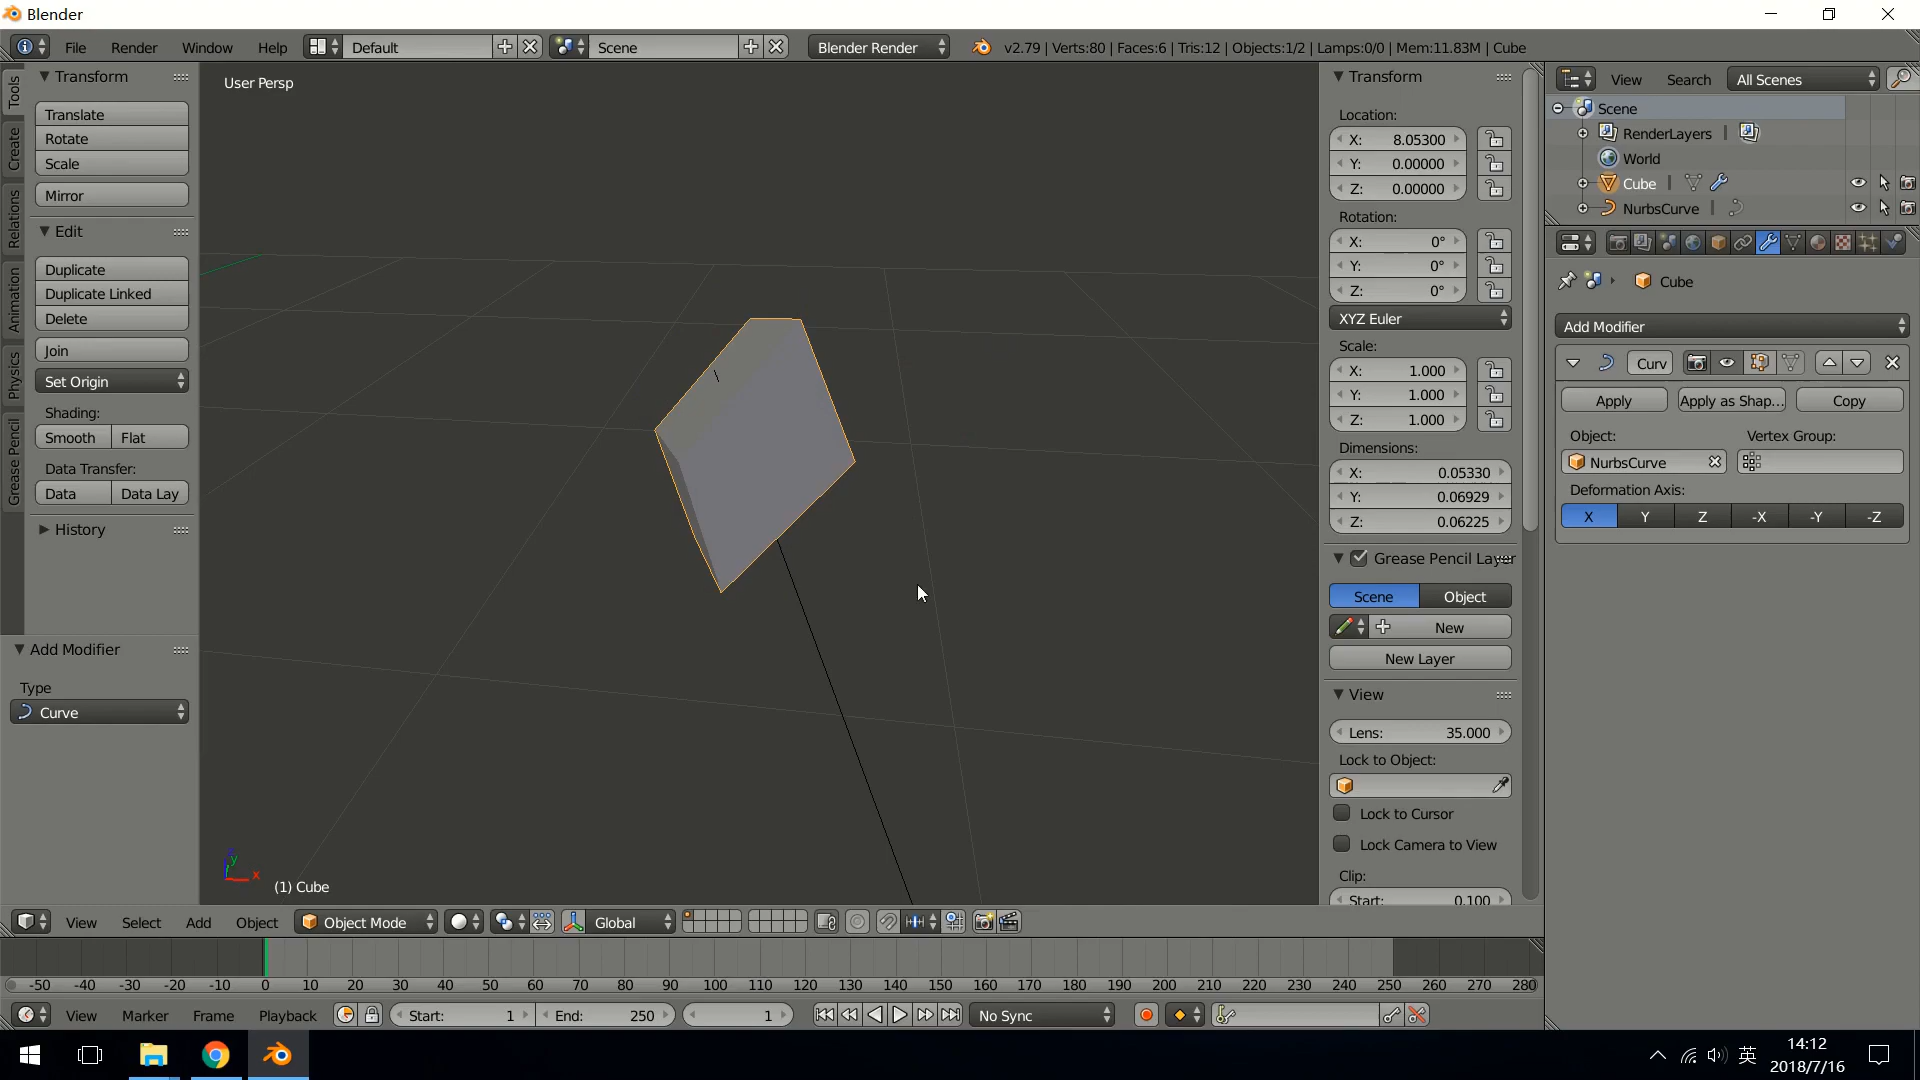 Blender
File Render Window Help Default Scene Blender Render v2.79 | Verts:80 | Faces:6 | Tris:12 | Objects:1/2 | Lamps:0/0 | Mem:11.83M | Cube
Tools
Create
Relations
Animation
Physics
Grease Pencil
Transform
Translate
Rotate
Scale
Mirror
Edit
Duplicate
Duplicate Linked
Delete
Join
Set Origin
Shading:
Smooth Flat
Data Transfer:
Data Data Lay
History
Add Modifier
Type
Curve
User Persp
(1) Cube
Transform
Location:
X: 8.05300
Y: 0.00000
Z: 0.00000
Rotation:
X: 0°
Y: 0°
Z: 0°
XYZ Euler
Scale:
X: 1.000
Y: 1.000
Z: 1.000
Dimensions:
X: 0.05330
Y: 0.06929
Z: 0.06225
Grease Pencil Layer
Scene Object
New
New Layer
View
Lens: 35.000
Lock to Object:
Lock to Cursor
Lock Camera to View
Clip:
Start: 0.100
View Search All Scenes
Scene
RenderLayers
World
Cube
NurbsCurve
Cube
Add Modifier
Curv
Apply Apply as Shap... Copy
Object: Vertex Group:
NurbsCurve
Deformation Axis:
X Y Z -X -Y -Z
View Select Add Object Object Mode Global
-50 -40 -30 -20 -10 0 10 20 30 40 50 60 70 80 90 100 110 120 130 140 150 160 170 180 190 200 210 220 230 240 250 260 270 280
View Marker Frame Playback Start: 1 End: 250 1 No Sync
英
14:12
2018/7/16
x
y